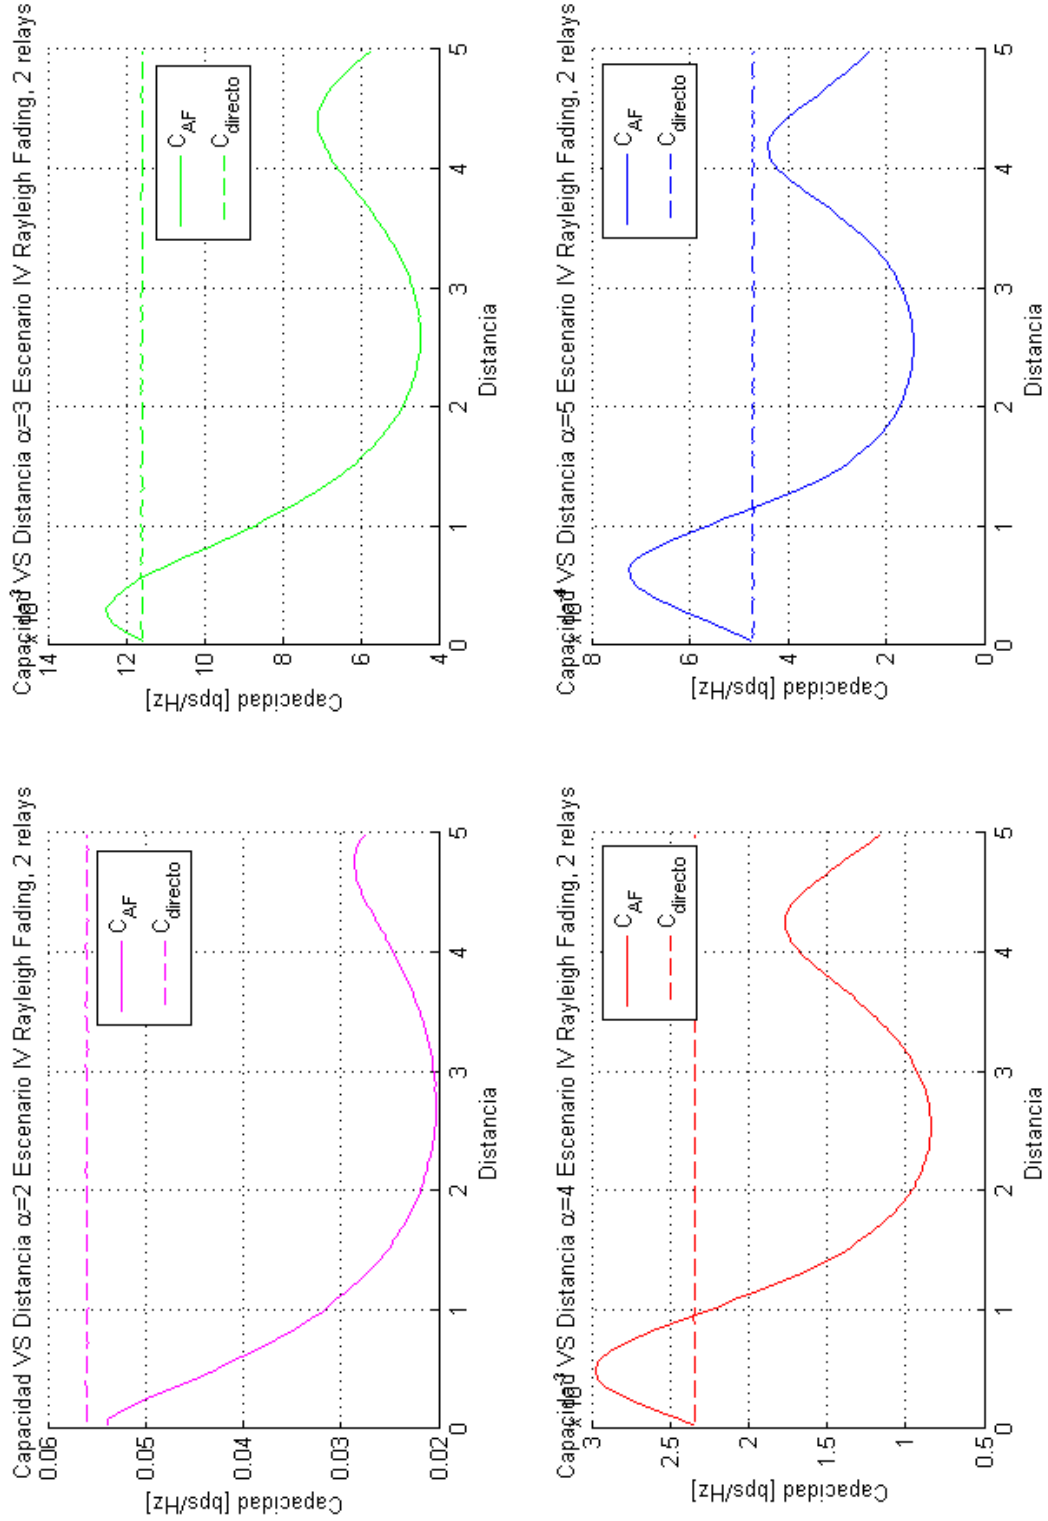 Capacidad VS Distancia α=2 Escenario IV Rayleigh Fading, 2 relays
0.06
0.05
0.04
0.03
0.02
Capacidad [bps/Hz]
0 1 2 3 4 5
Distancia
C_AF
C_directo
Capacidad VS Distancia α=3 Escenario IV Rayleigh Fading, 2 relays
14
12
10
8
6
4
Capacidad [bps/Hz]
0 1 2 3 4 5
Distancia
C_AF
C_directo
Capacidad VS Distancia α=4 Escenario IV Rayleigh Fading, 2 relays
3
2.5
2
1.5
1
0.5
Capacidad [bps/Hz]
0 1 2 3 4 5
Distancia
C_AF
C_directo
Capacidad VS Distancia α=5 Escenario IV Rayleigh Fading, 2 relays
8
6
4
2
0
Capacidad [bps/Hz]
0 1 2 3 4 5
Distancia
C_AF
C_directo